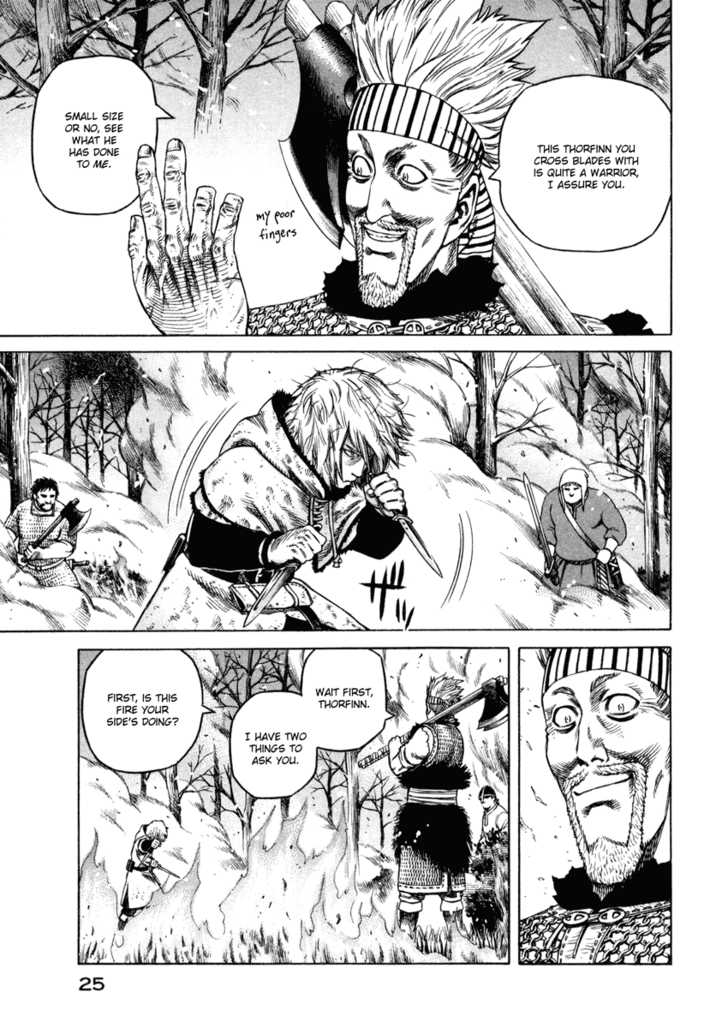 THIS THORFINN YOU
CROSS BLADES WITH
IS QUITE A WARRIOR,
I ASSURE YOU.
SMALL SIZE
OR NO, SEE
WHAT HE
HAS DONE
TO ME.
my poor
fingers
WAIT FIRST,
THORFINN.
I HAVE TWO
THINGS TO
ASK YOU.
FIRST, IS THIS
FIRE YOUR
SIDE'S DOING?
25